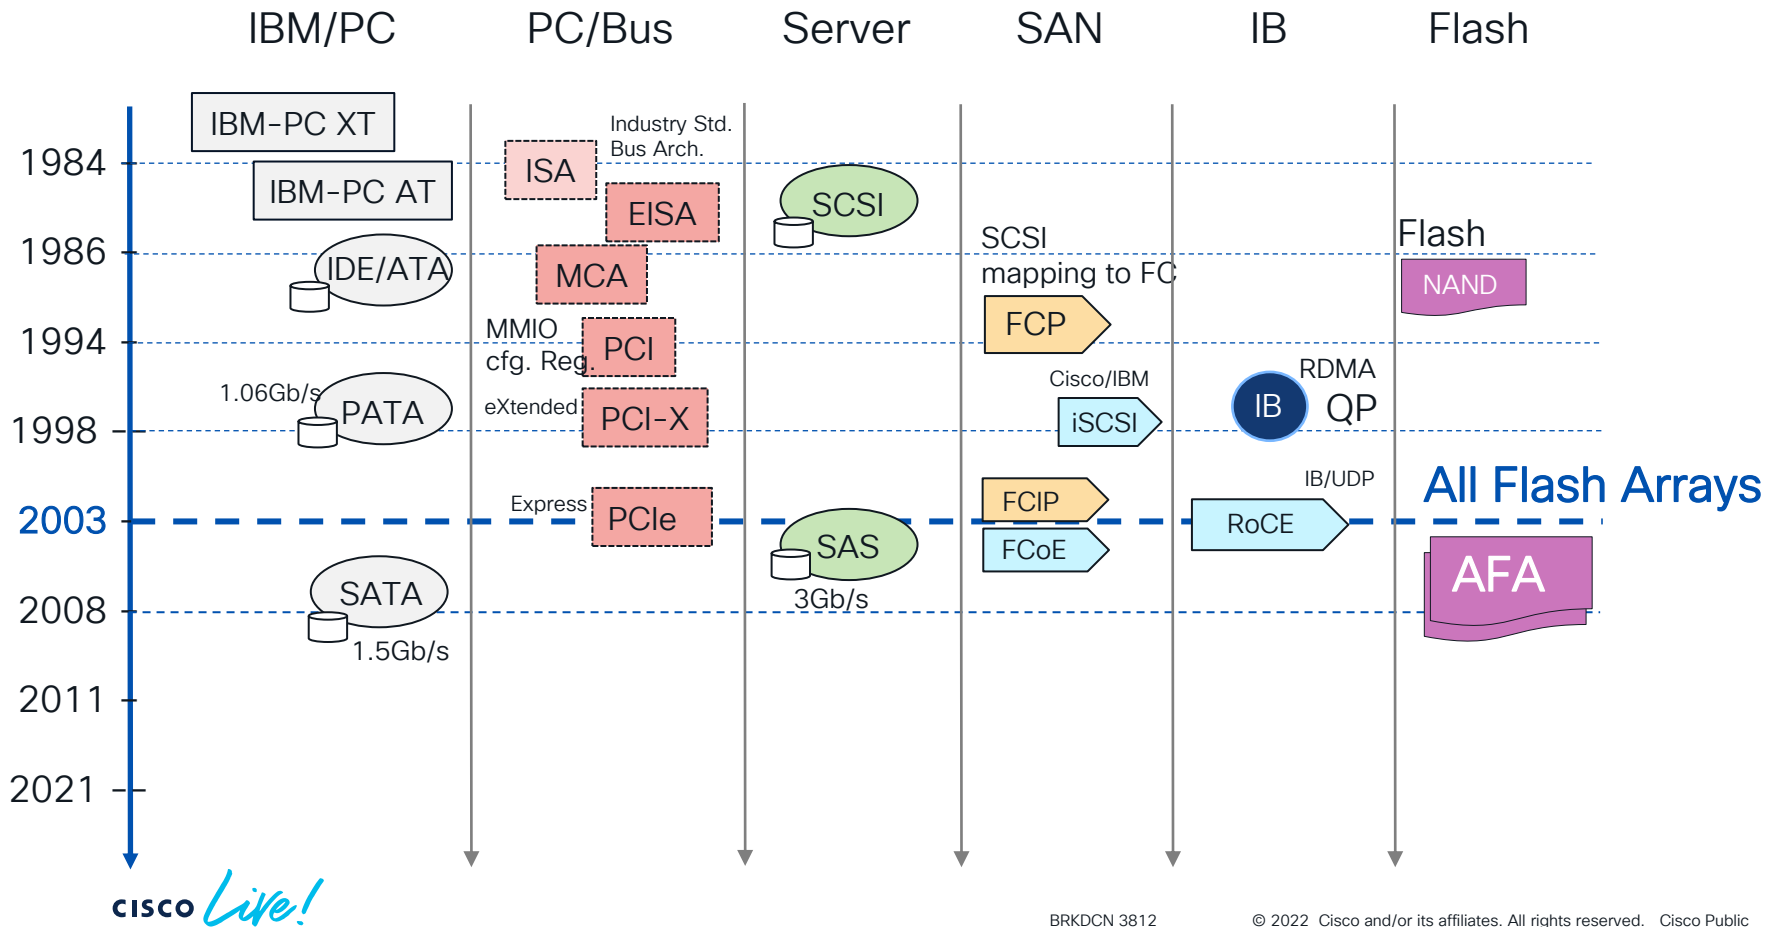 IBM/PC
PC/Bus
Server
SAN
IB
Flash
IBM-PC XT
Industry Std.
Bus Arch.
1984
ISA
IBM-PC AT
EISA
SCSI
1986
SCSI
mapping to FC
Flash
IDE/ATA
MCA
NAND
1994
MMIO
cfg. Reg.
PCI
FCP
1.06Gb/s
PATA
eXtended
PCI-X
Cisco/IBM
iSCSI
IB
RDMA
QP
1998
Express
PCIe
FCIP
IB/UDP
All Flash Arrays
2003
SAS
FCoE
RoCE
AFA
SATA
3Gb/s
2008
1.5Gb/s
2011
2021
CISCO Live!
BRKDCN 3812
© 2022 Cisco and/or its affiliates. All rights reserved. Cisco Public